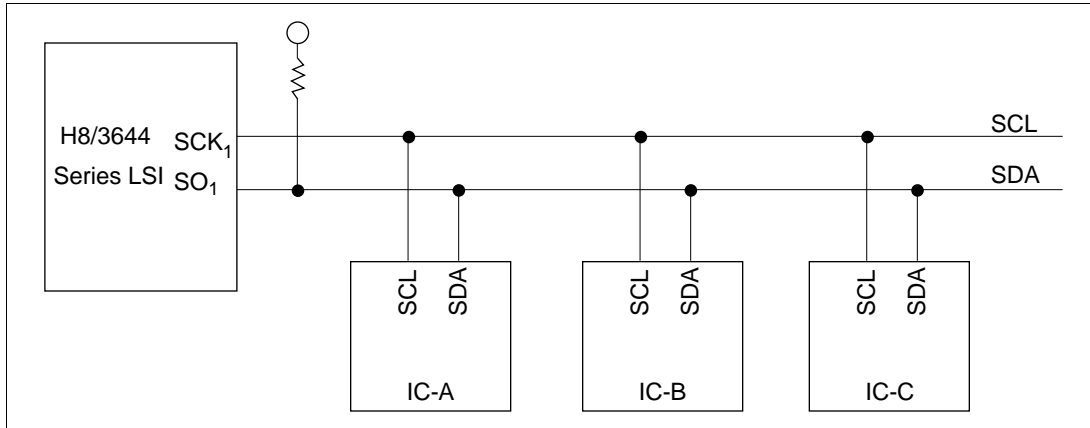 H8/3644 SCK₁
Series LSI SO₁
SCL
SDA
SCL SDA
IC-A
SCL SDA
IC-B
SCL SDA
IC-C